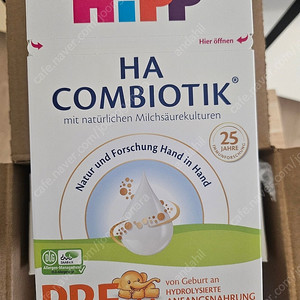 HiPP
Hier öffnen
HA
COMBIOTIK®
mit natürlichen Milchsäurekulturen
25
JAHRE
Natur und Forschung Hand in Hand
PRE
von Geburt an
HYDROLYSIERTE
ANFANGSNAHRUNG